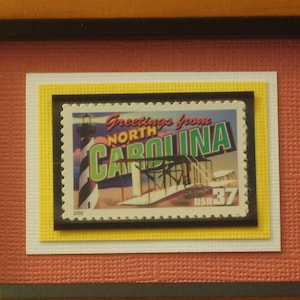 Greetings from
NORTH
CAROLINA
USA 37
2002